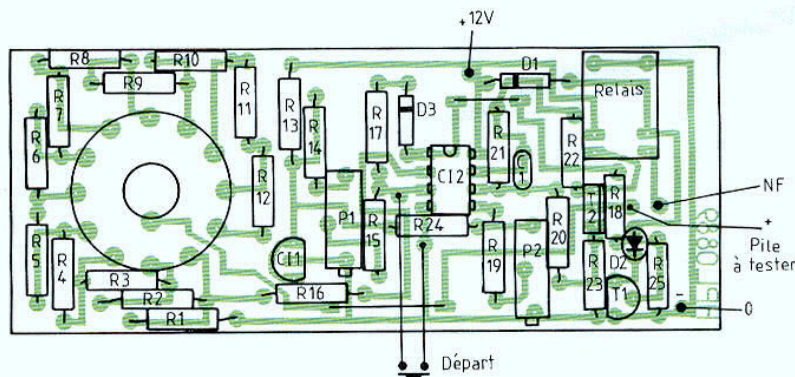 +12V
R8
R10
D1
R9
Relais
R7
R11
R13
D3
R17
R14
R21
C1
R22
R6
CI2
R12
NF
P1
R18
T2
R5
R15
R24
R20
+
Pile
à tester
R4
CI1
R19
P2
D2
R3
R23
R25
R16
R2
T1
-
0
R1
Départ